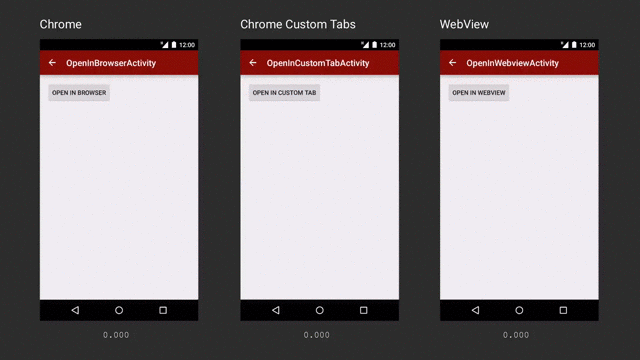 Chrome
12:00
OpenInBrowserActivity
OPEN IN BROWSER
0.000
Chrome Custom Tabs
12:00
OpenInCustomTabActivity
OPEN IN CUSTOM TAB
0.000
WebView
12:00
OpenInWebviewActivity
OPEN IN WEBVIEW
0.000